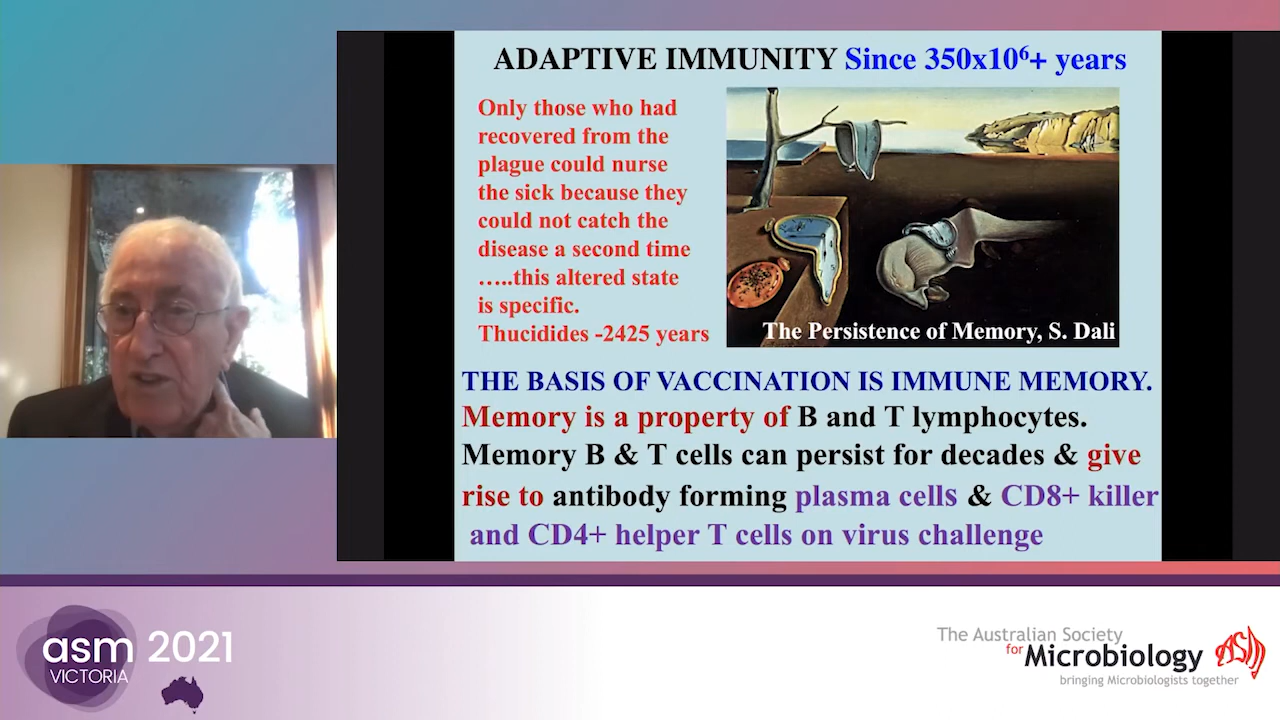 ADAPTIVE IMMUNITY Since 350x10⁶+ years
Only those who had
recovered from the
plague could nurse
the sick because they
could not catch the
disease a second time
…..this altered state
is specific.
Thucidides -2425 years
The Persistence of Memory, S. Dali
THE BASIS OF VACCINATION IS IMMUNE MEMORY.
Memory is a property of B and T lymphocytes.
Memory B & T cells can persist for decades & give
rise to antibody forming plasma cells & CD8+ killer
and CD4+ helper T cells on virus challenge
asm 2021
VICTORIA
The Australian Society
for Microbiology
bringing Microbiologists together
ASM